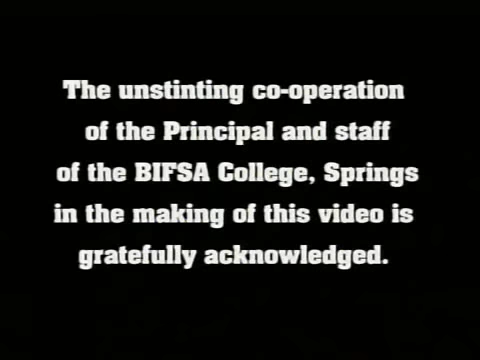 The unstinting co-operation
of the Principal and staff
of the BIFSA College, Springs
in the making of this video is
gratefully acknowledged.